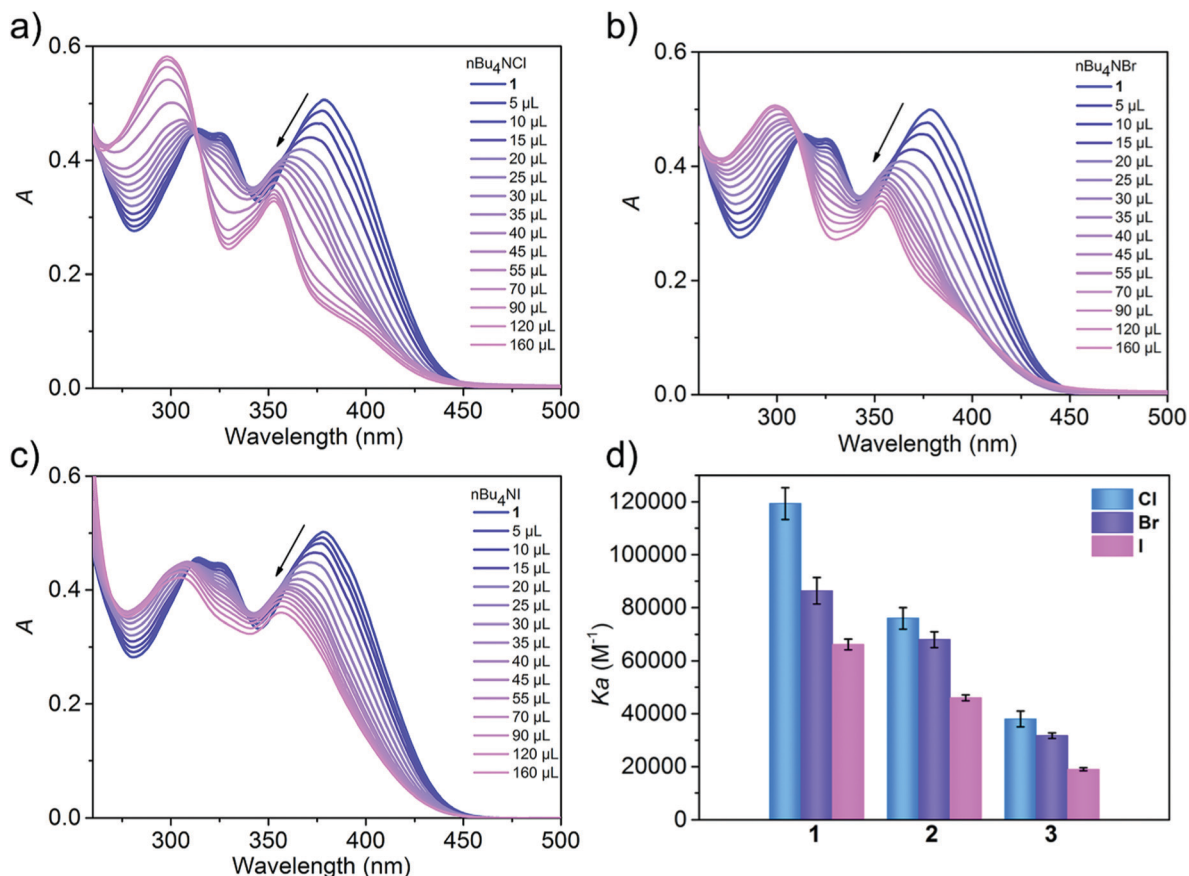 a)
0.6
0.4
0.2
0.0
A
300 350 400 450 500
Wavelength (nm)
nBu4NCl
1
5 µL
10 µL
15 µL
20 µL
25 µL
30 µL
35 µL
40 µL
45 µL
55 µL
70 µL
90 µL
120 µL
160 µL
b)
0.6
0.4
0.2
0.0
A
300 350 400 450 500
Wavelength (nm)
nBu4NBr
1
5 µL
10 µL
15 µL
20 µL
25 µL
30 µL
35 µL
40 µL
45 µL
55 µL
70 µL
90 µL
120 µL
160 µL
c)
0.6
0.4
0.2
0.0
A
300 350 400 450 500
Wavelength (nm)
nBu4NI
1
5 µL
10 µL
15 µL
20 µL
25 µL
30 µL
35 µL
40 µL
45 µL
55 µL
70 µL
90 µL
120 µL
160 µL
d)
120000
100000
80000
60000
40000
20000
0
Ka (M-1)
1 2 3
Cl
Br
I